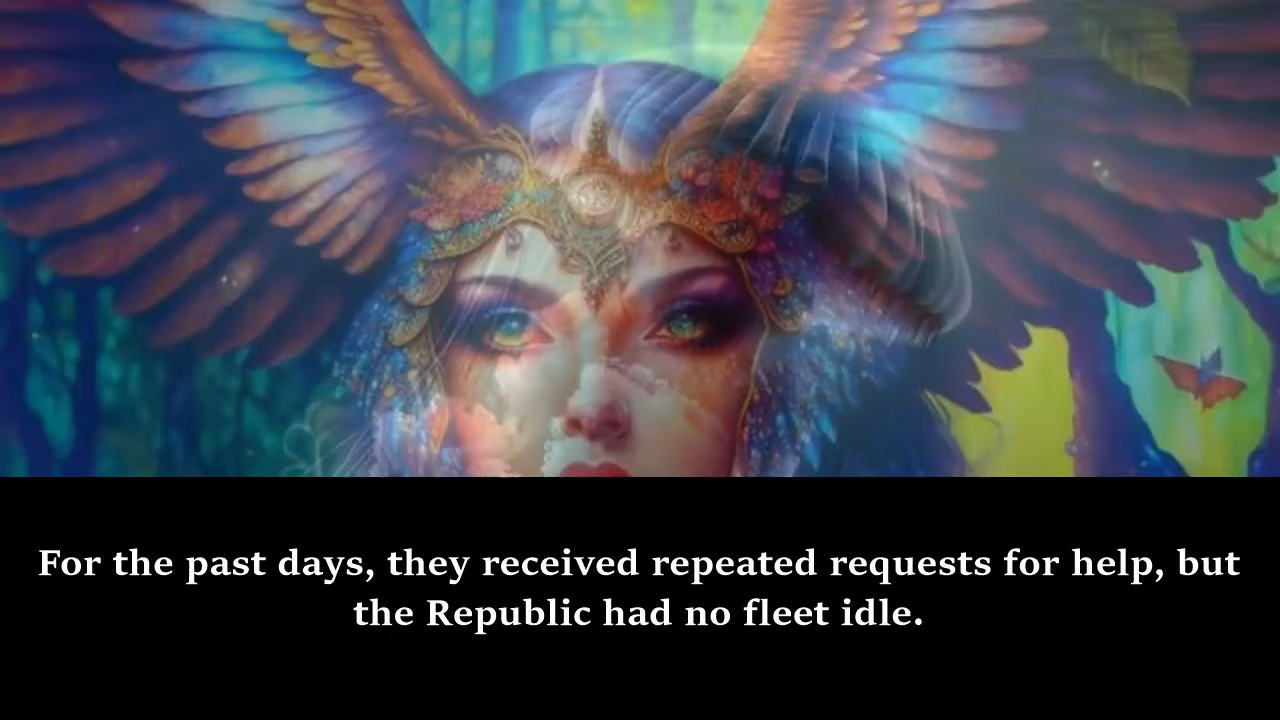 For the past days, they received repeated requests for help, but
the Republic had no fleet idle.